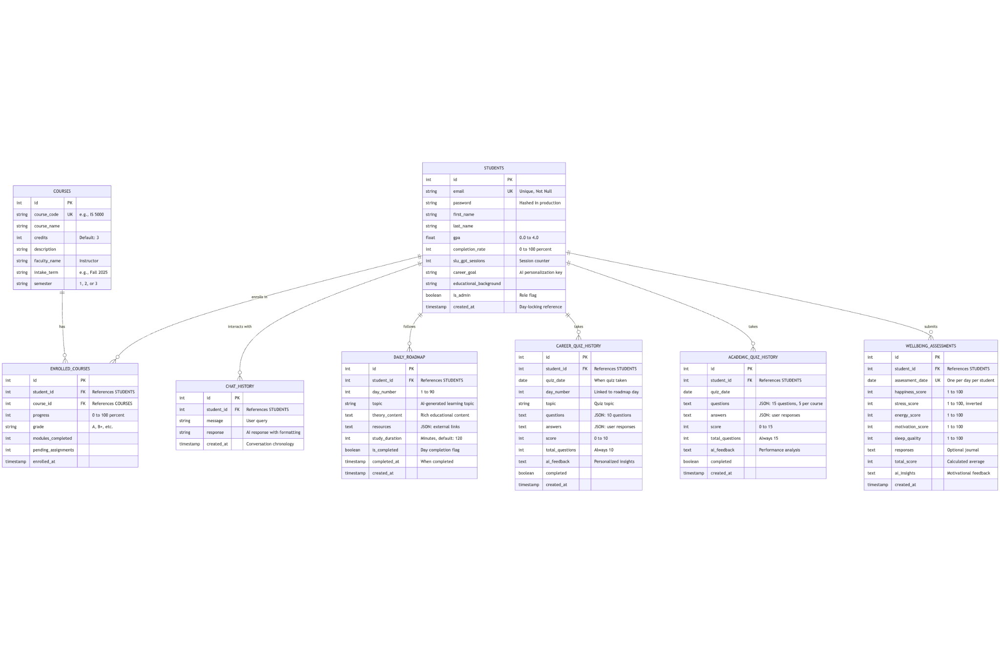 STUDENTS
int id PK
string email UK Unique, Not Null
string password Hashed in production
string first_name
string last_name
float gpa 0.0 to 4.0
int completion_rate 0 to 100 percent
int slu_gpt_sessions Session counter
string career_goal AI personalization key
string educational_background
boolean is_admin Role flag
timestamp created_at Day-locking reference
COURSES
int id PK
string course_code UK e.g., IS 5000
string course_name
int credits Default: 3
string description
string faculty_name Instructor
string intake_term e.g., Fall 2025
string semester 1, 2, or 3
enrolls in
has
interacts with
follows
takes
takes
submits
ENROLLED_COURSES
int id PK
int student_id FK References STUDENTS
int course_id FK References COURSES
int progress 0 to 100 percent
string grade A, B+, etc.
int modules_completed
int pending_assignments
timestamp enrolled_at
CHAT_HISTORY
int id PK
int student_id FK References STUDENTS
string message User query
string response AI response with formatting
timestamp created_at Conversation chronology
DAILY_ROADMAP
int id PK
int student_id FK References STUDENTS
int day_number 1 to 90
string topic AI-generated learning topic
text theory_content Rich educational content
text resources JSON: external links
int study_duration Minutes, default: 120
boolean is_completed Day completion flag
timestamp completed_at When completed
timestamp created_at
CAREER_QUIZ_HISTORY
int id PK
int student_id FK References STUDENTS
date quiz_date When quiz taken
int day_number Linked to roadmap day
string topic Quiz topic
text questions JSON: 10 questions
text answers JSON: user responses
int score 0 to 10
int total_questions Always 10
text ai_feedback Personalized insights
boolean completed
timestamp created_at
ACADEMIC_QUIZ_HISTORY
int id PK
int student_id FK References STUDENTS
date quiz_date
text questions JSON: 15 questions, 5 per course
text answers JSON: user responses
int score 0 to 15
int total_questions Always 15
text ai_feedback Performance analysis
boolean completed
timestamp created_at
WELLBEING_ASSESSMENTS
int id PK
int student_id FK References STUDENTS
date assessment_date UK One per day per student
int happiness_score 1 to 100
int stress_score 1 to 100, inverted
int energy_score 1 to 100
int motivation_score 1 to 100
int sleep_quality 1 to 100
text responses Optional journal
int total_score Calculated average
text ai_insights Motivational feedback
timestamp created_at